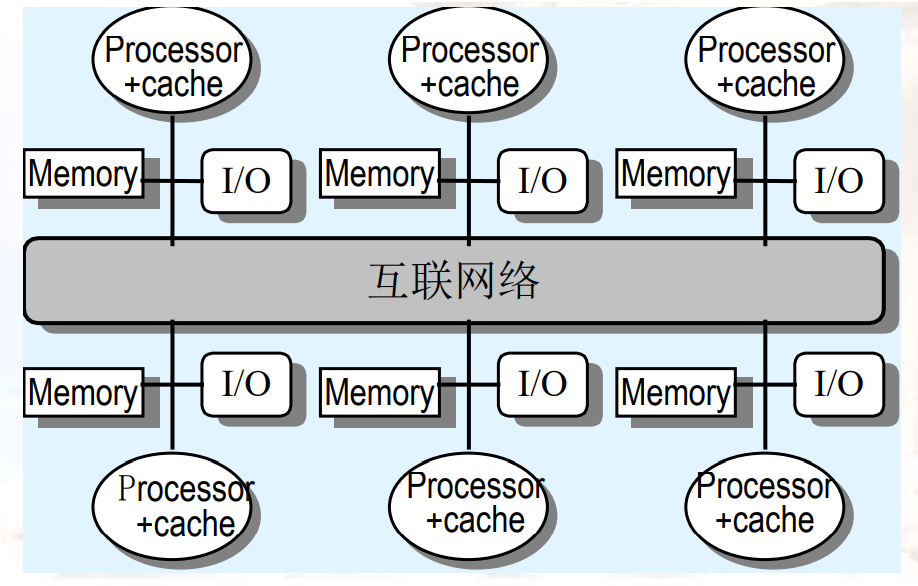 Processor
+cache
Processor
+cache
Processor
+cache
Memory
I/O
Memory
I/O
Memory
I/O
互联网络
Memory
I/O
Memory
I/O
Memory
I/O
Processor
+cache
Processor
+cache
Processor
+cache